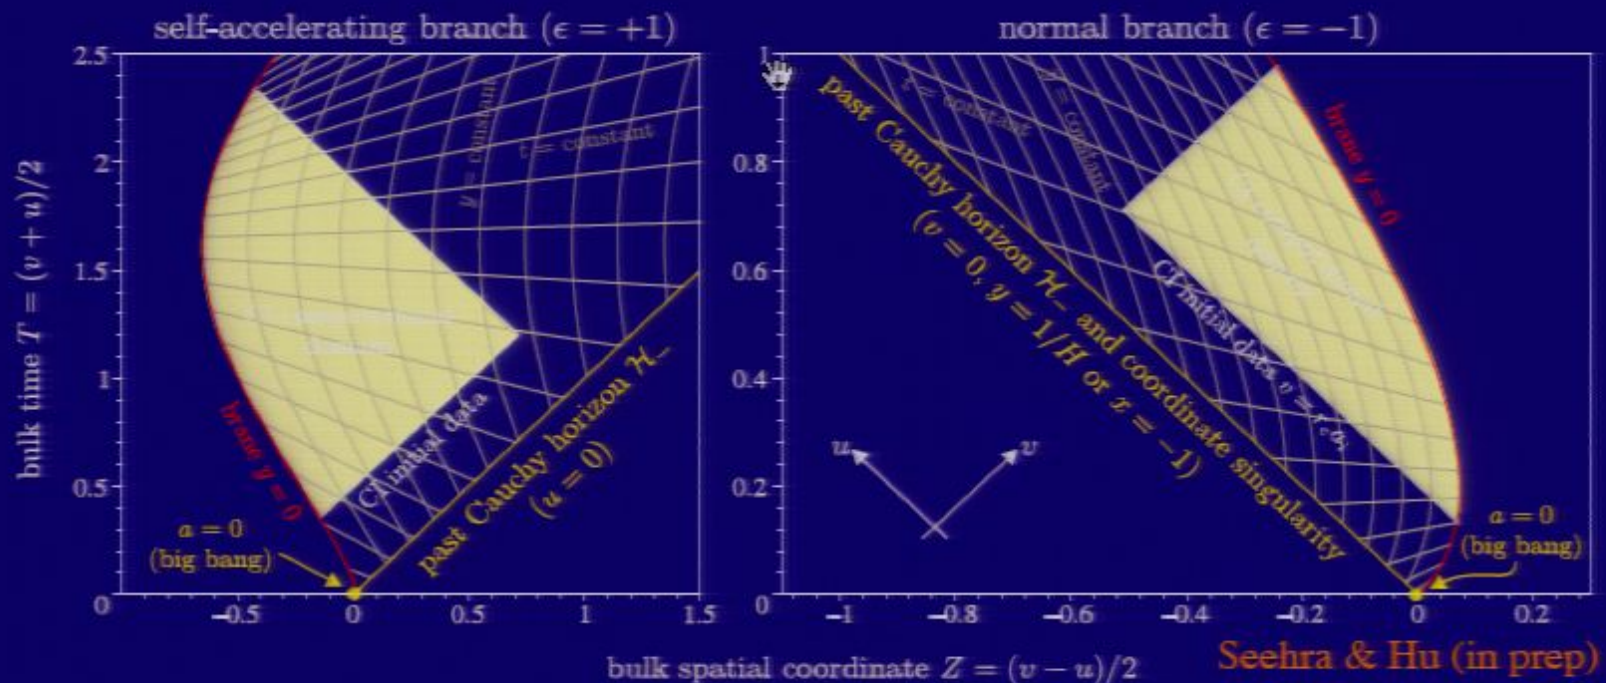 self-accelerating branch (ϵ = +1)
normal branch (ϵ = −1)
bulk time T = (v + u)/2
2.5
2
1.5
1
0.5
0
−0.5
0
0.5
1
1.5
y = constant
t = constant
brane y = 0
CI initial data
past Cauchy horizon ℋ₋
(u = 0)
a = 0
(big bang)
1
0.8
0.6
0.4
0.2
0
−1
−0.8
−0.6
−0.4
−0.2
0
0.2
t = constant
y = constant
brane y = 0
past Cauchy horizon ℋ₋ and coordinate singularity
(v = 0, y = 1/H or x = −1)
CI initial data
u
v
a = 0
(big bang)
bulk spatial coordinate Z = (v − u)/2
Seehra & Hu (in prep)